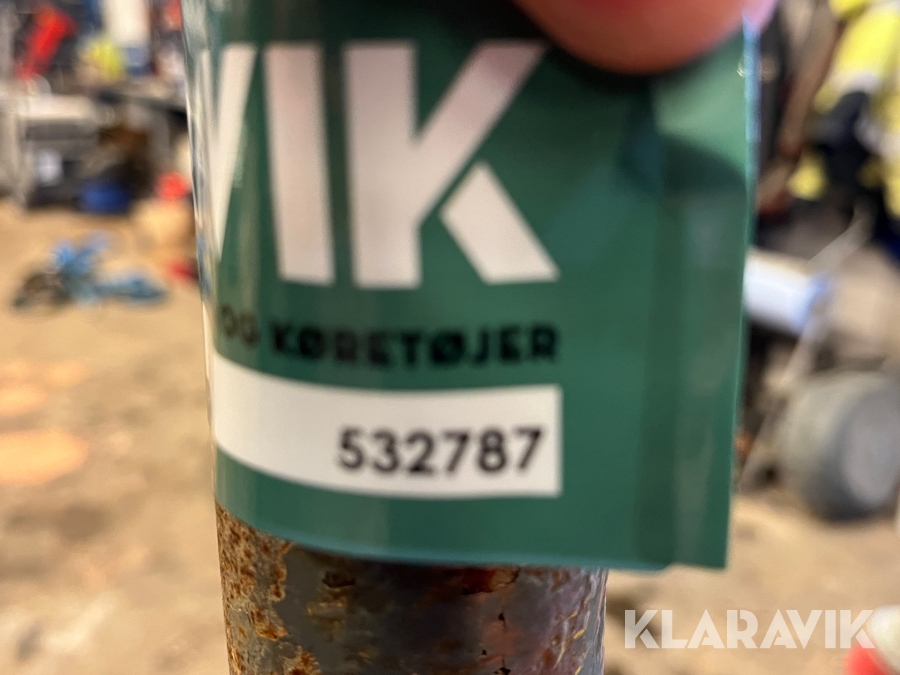 VIK
OG KØRETØJER
532787
KLARAVIK